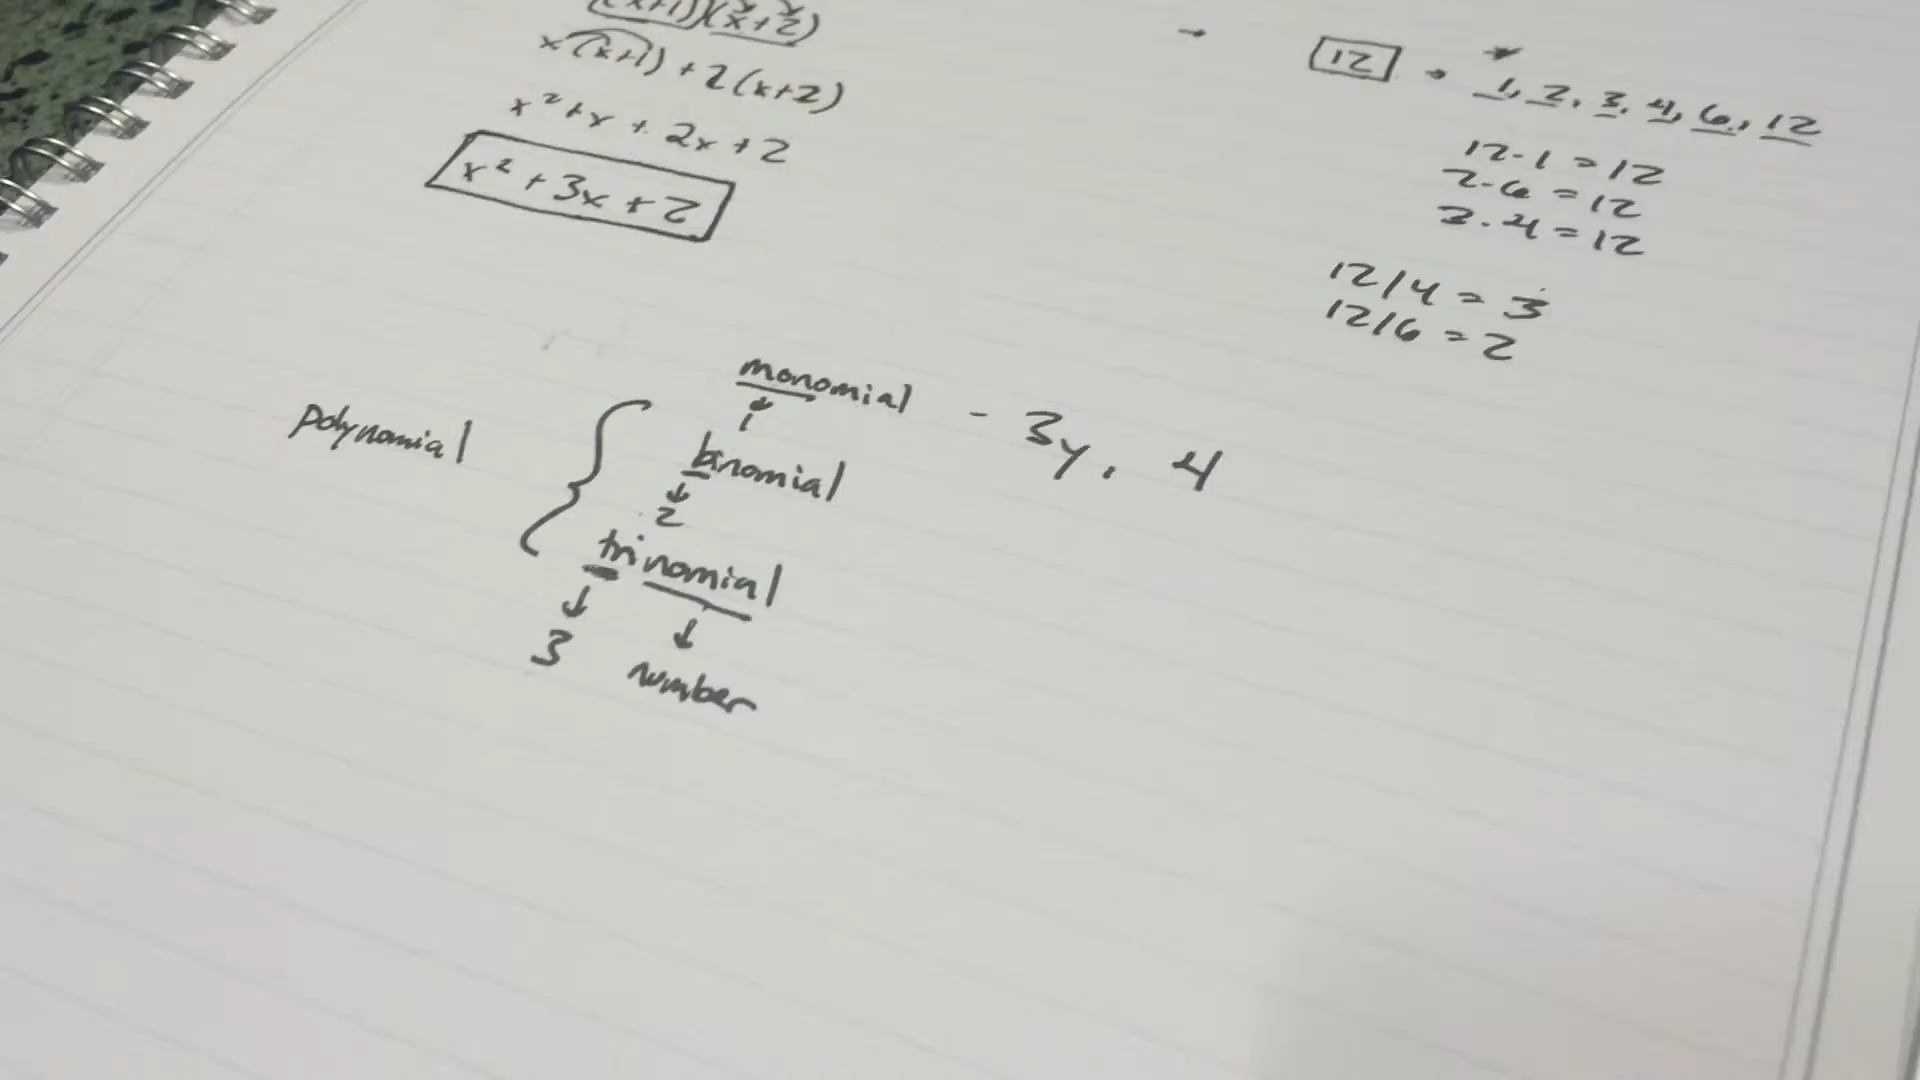 (x+1)(x+2)
x(x+1) + 2(x+2)
x² + x + 2x + 2
x² + 3x + 2
→ 12 → 1, 2, 3, 4, 6, 12
12·1 = 12
2·6 = 12
3·4 = 12
12/4 = 3
12/6 = 2
polynomial {
monomial - 3y, 4
↓
1
binomial
↓
2
trinomial
↓ ↓
3 number